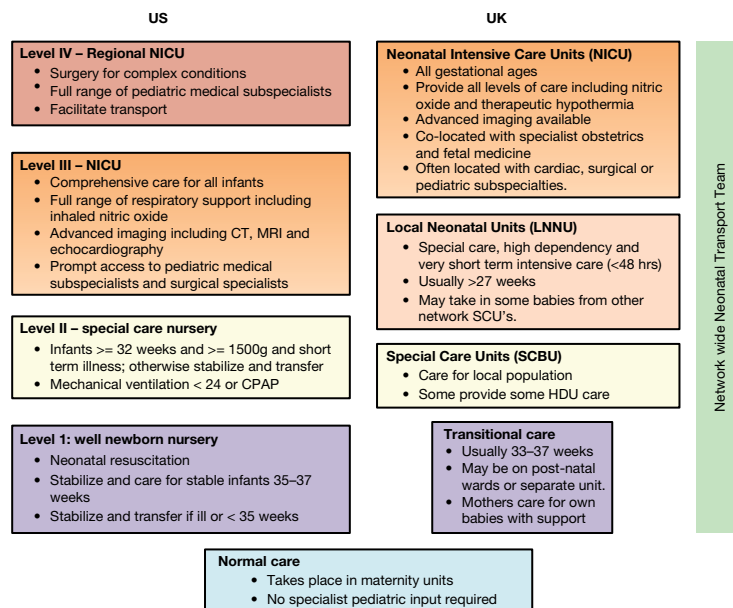 US
Level IV – Regional NICU
• Surgery for complex conditions
• Full range of pediatric medical subspecialists
• Facilitate transport
Level III – NICU
• Comprehensive care for all infants
• Full range of respiratory support including
inhaled nitric oxide
• Advanced imaging including CT, MRI and
echocardiography
• Prompt access to pediatric medical
subspecialists and surgical specialists
Level II – special care nursery
• Infants >= 32 weeks and >= 1500g and short
term illness; otherwise stabilize and transfer
• Mechanical ventilation < 24 or CPAP
Level 1: well newborn nursery
• Neonatal resuscitation
• Stabilize and care for stable infants 35–37
weeks
• Stabilize and transfer if ill or < 35 weeks
UK
Neonatal Intensive Care Units (NICU)
• All gestational ages
• Provide all levels of care including nitric
oxide and therapeutic hypothermia
• Advanced imaging available
• Co-located with specialist obstetrics
and fetal medicine
• Often located with cardiac, surgical or
pediatric subspecialties.
Local Neonatal Units (LNNU)
• Special care, high dependency and
very short term intensive care (<48 hrs)
• Usually >27 weeks
• May take in some babies from other
network SCU's.
Special Care Units (SCBU)
• Care for local population
• Some provide some HDU care
Transitional care
• Usually 33–37 weeks
• May be on post-natal
wards or separate unit.
• Mothers care for own
babies with support
Network wide Neonatal Transport Team
Normal care
• Takes place in maternity units
• No specialist pediatric input required